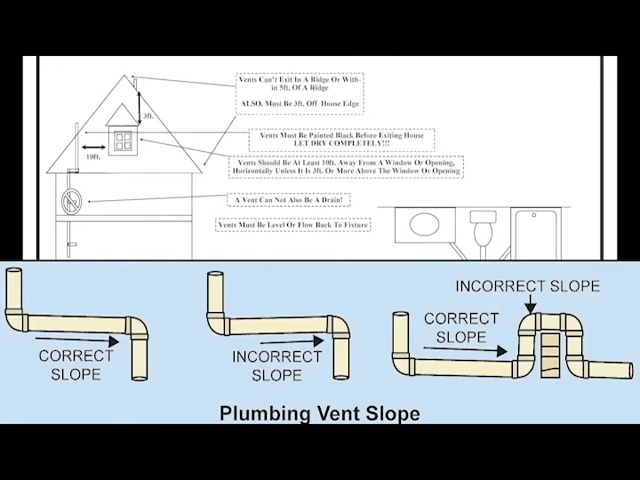 Vents Can't Exit In A Ridge Or With-
in 5ft. Of A Ridge
ALSO, Must Be 3ft. Off House Edge
3ft.
Vents Must Be Painted Black Before Exiting House
LET DRY COMPLETELY!!!
10ft.
Vents Should Be At Least 10ft. Away From A Window Or Opening,
Horizontally Unless It Is 3ft. Or More Above The Window Or Opening
A Vent Can Not Also Be A Drain!
Vents Must Be Level Or Flow Back To Fixture
INCORRECT SLOPE
CORRECT
SLOPE
INCORRECT
SLOPE
CORRECT
SLOPE
Plumbing Vent Slope